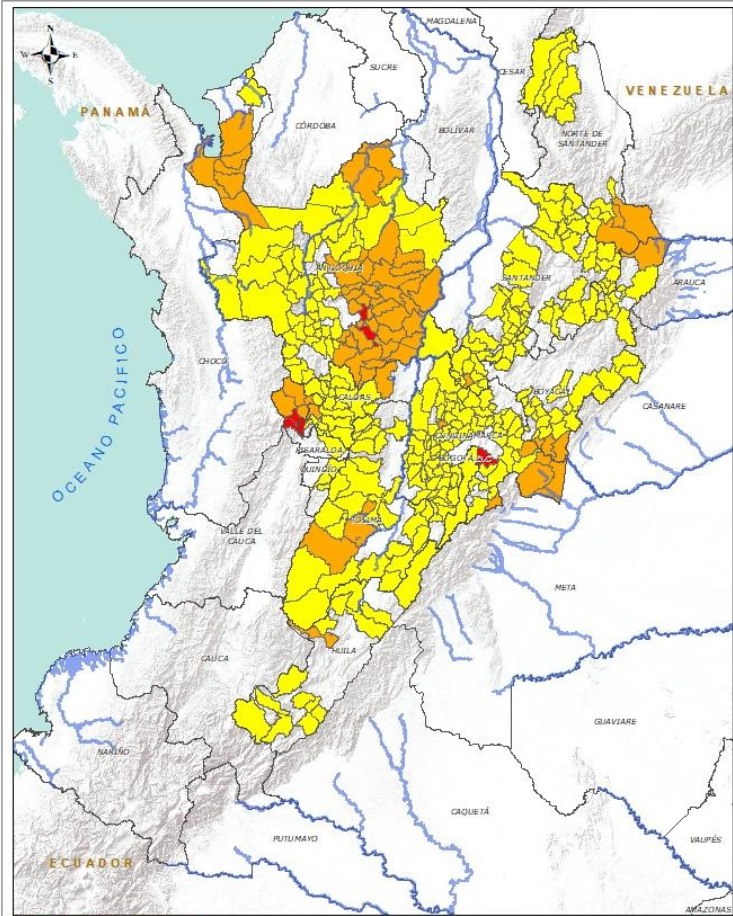 MAGDALENA
N
W E
S
SUCRE
CESAR
VENEZUELA
PANAMÁ
CÓRDOBA
BOLÍVAR
NORTE DE
SANTANDER
ANTIOQUIA
SANTANDER
ARAUCA
OCEANO PACIFICO
CHOCÓ
BOYACÁ
CALDAS
CASANARE
CUNDINAMARCA
RISARALDA
BOGOTÁ, D.C.
QUINDIO
TOLIMA
VALLE DEL
CAUCA
META
CAUCA
HUILA
GUAVIARE
NARIÑO
CAQUETÁ
PUTUMAYO
VAUPÉS
ECUADOR
AMAZONAS